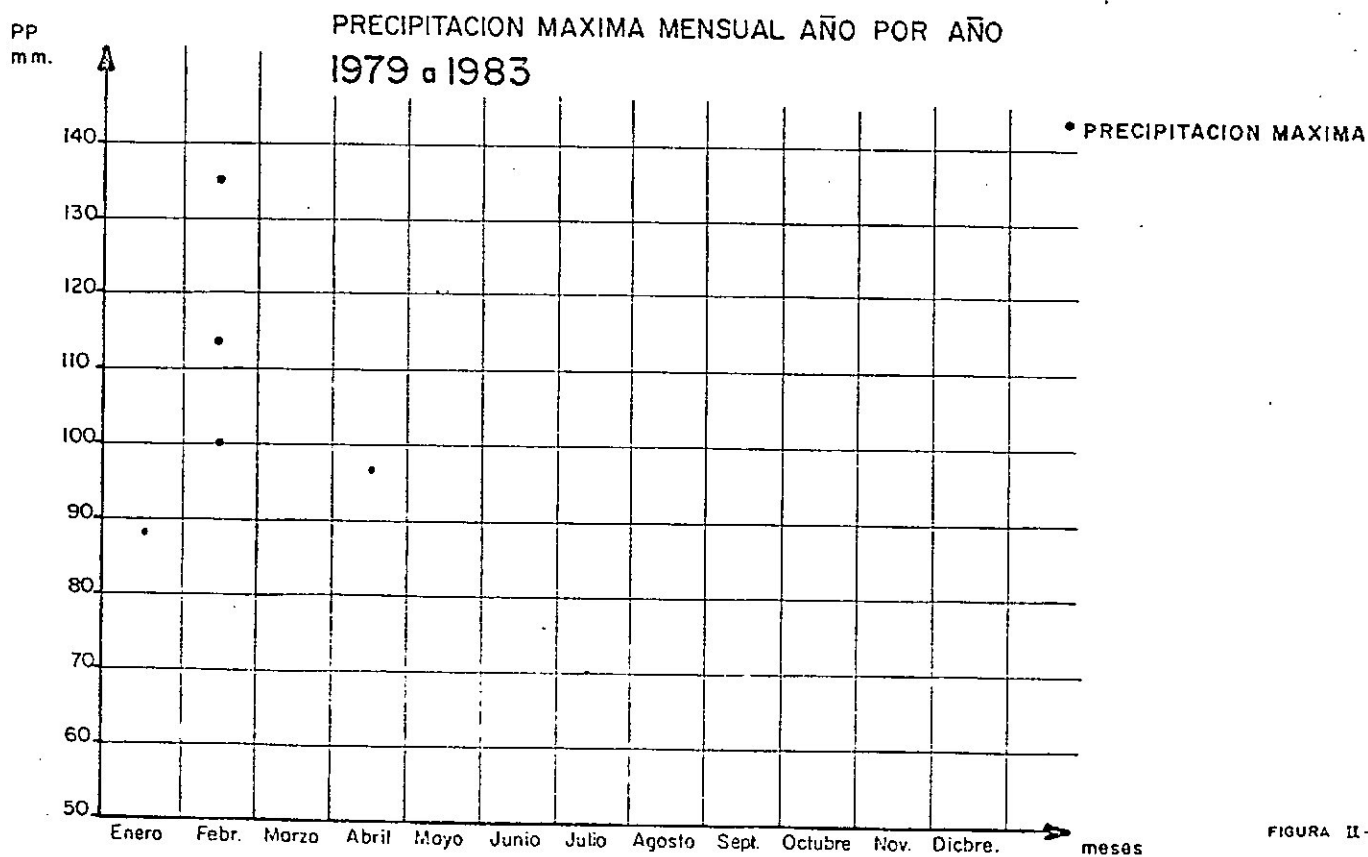 PP
mm.
PRECIPITACION MAXIMA MENSUAL AÑO POR AÑO
1979 a 1983
• PRECIPITACION MAXIMA
140
130
120
110
100
90
80
70
60
50
Enero Febr. Marzo Abril Mayo Junio Julio Agosto Sept. Octubre Nov. Dicbre.
meses
FIGURA II-